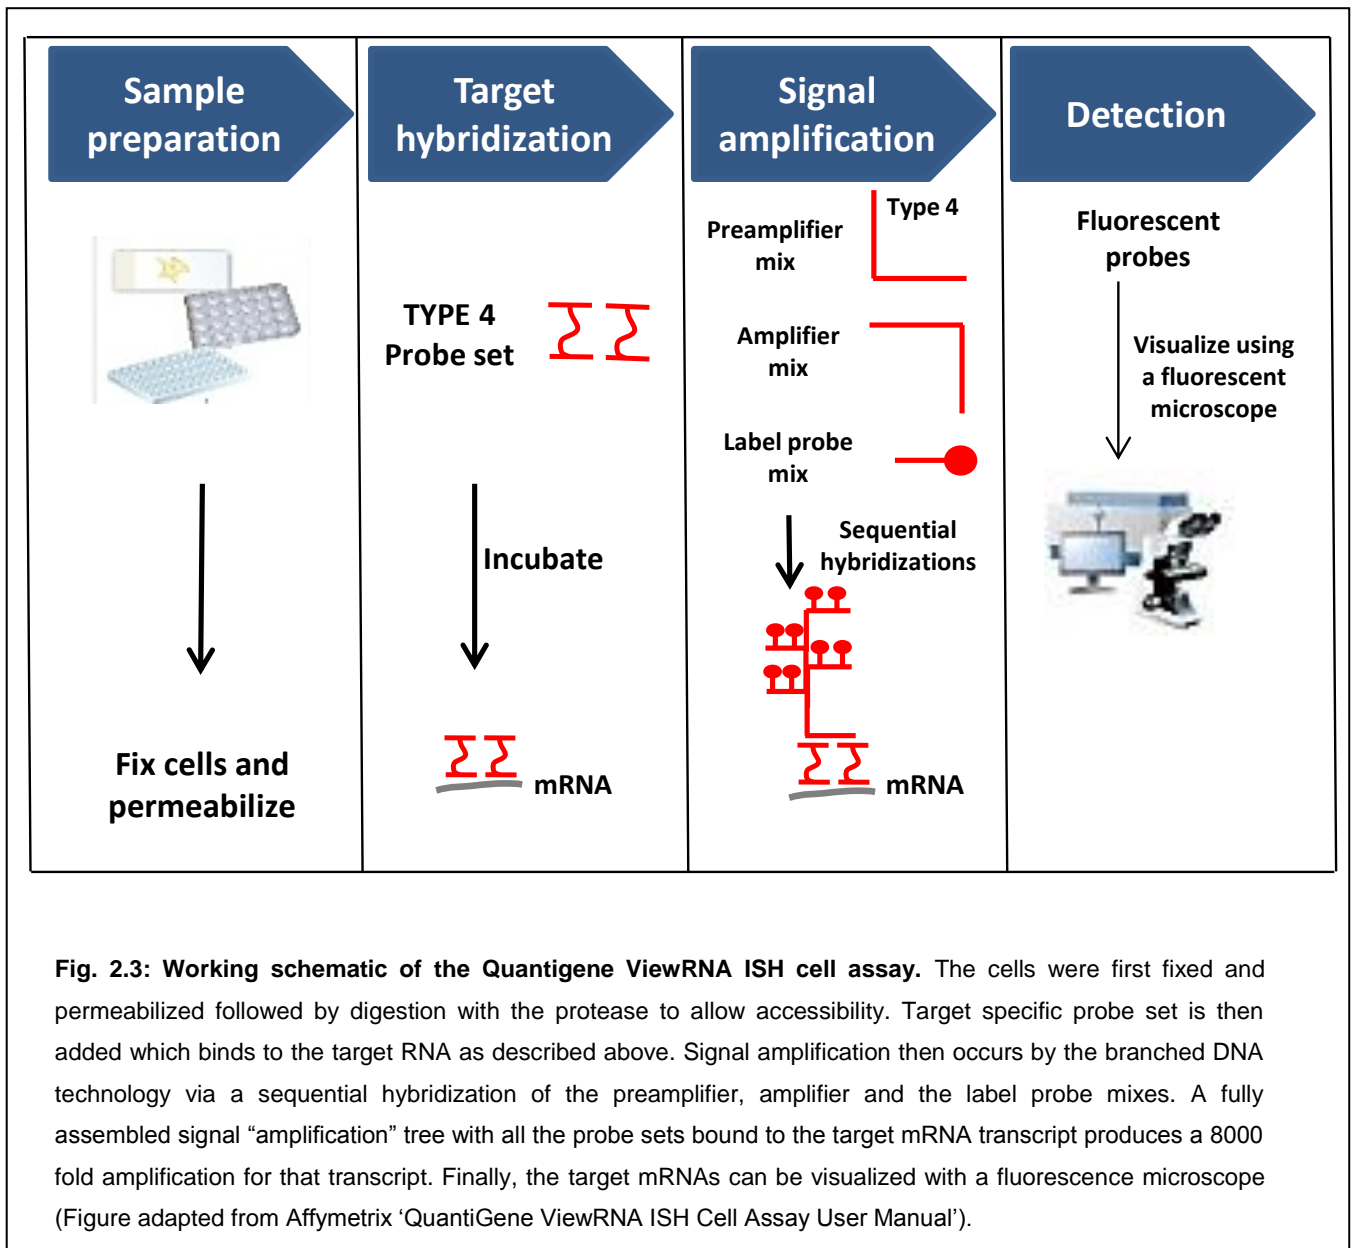 Sample
preparation
Target
hybridization
Signal
amplification
Detection
Fix cells and
permeabilize
TYPE 4
Probe set
Incubate
mRNA
Type 4
Preamplifier
mix
Amplifier
mix
Label probe
mix
Sequential
hybridizations
mRNA
Fluorescent
probes
Visualize using
a fluorescent
microscope
Fig. 2.3: Working schematic of the Quantigene ViewRNA ISH cell assay. The cells were first fixed and
permeabilized followed by digestion with the protease to allow accessibility. Target specific probe set is then
added which binds to the target RNA as described above. Signal amplification then occurs by the branched DNA
technology via a sequential hybridization of the preamplifier, amplifier and the label probe mixes. A fully
assembled signal “amplification” tree with all the probe sets bound to the target mRNA transcript produces a 8000
fold amplification for that transcript. Finally, the target mRNAs can be visualized with a fluorescence microscope
(Figure adapted from Affymetrix ‘QuantiGene ViewRNA ISH Cell Assay User Manual’).